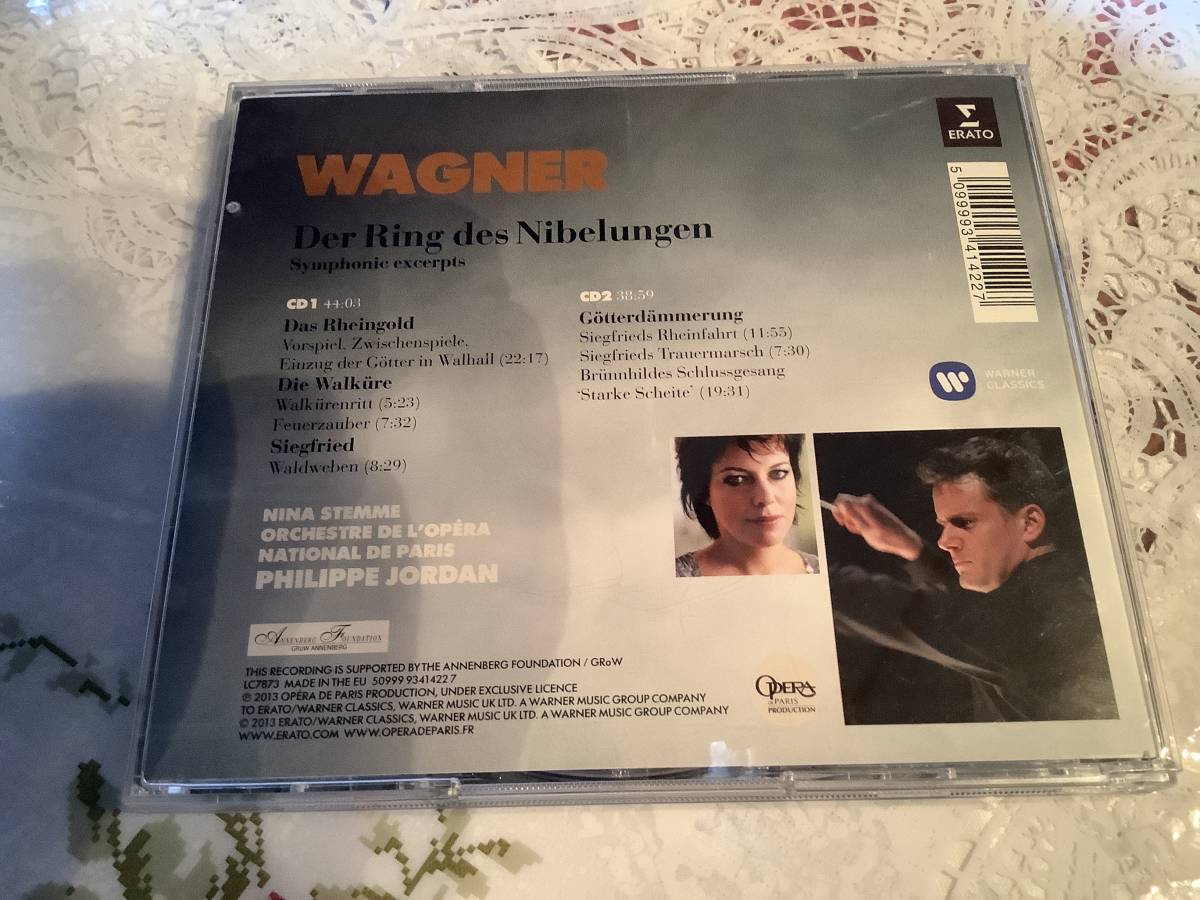 ERATO
5 099993 414227
WAGNER
Der Ring des Nibelungen
Symphonic excerpts
CD1 44:03
Das Rheingold
Vorspiel, Zwischenspiele,
Einzug der Götter in Walhall (22:17)
Die Walküre
Walkürenritt (5:23)
Feuerzauber (7:32)
Siegfried
Waldweben (8:29)
CD2 38:59
Götterdämmerung
Siegfrieds Rheinfahrt (11:55)
Siegfrieds Trauermarsch (7:30)
Brünnhildes Schlussgesang
‘Starke Scheite’ (19:31)
WARNER
CLASSICS
NINA STEMME
ORCHESTRE DE L'OPÉRA
NATIONAL DE PARIS
PHILIPPE JORDAN
ANNENBERG FOUNDATION
GRoW ANNENBERG
THIS RECORDING IS SUPPORTED BY THE ANNENBERG FOUNDATION / GRoW
LC7873 MADE IN THE EU 50999 9341422 7
℗ 2013 OPÉRA DE PARIS PRODUCTION, UNDER EXCLUSIVE LICENCE
TO ERATO/WARNER CLASSICS, WARNER MUSIC UK LTD. A WARNER MUSIC GROUP COMPANY
© 2013 ERATO/WARNER CLASSICS, WARNER MUSIC UK LTD. A WARNER MUSIC GROUP COMPANY
WWW.ERATO.COM WWW.OPERADEPARIS.FR
OPERA
DE PARIS
PRODUCTION